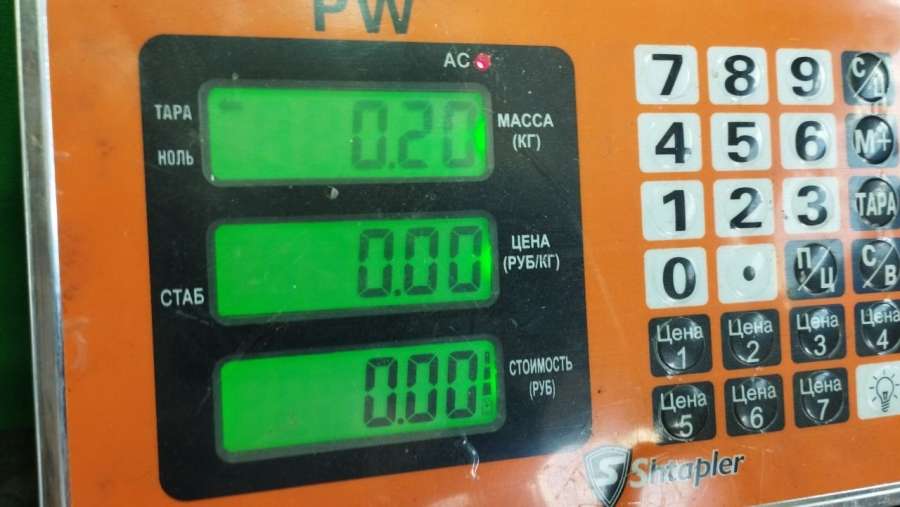 PW
AC
ТАРА
НОЛЬ
0.20
МАССА
(КГ)
СТАБ
0.00
ЦЕНА
(РУБ/КГ)
0.00
СТОИМОСТЬ
(РУБ)
7 8 9 С/Ц
4 5 6 М+
1 2 3 ТАРА
0 . П/Ц С/В
Цена 1 Цена 2 Цена 3 Цена 4
Цена 5 Цена 6 Цена 7
S Shtapler